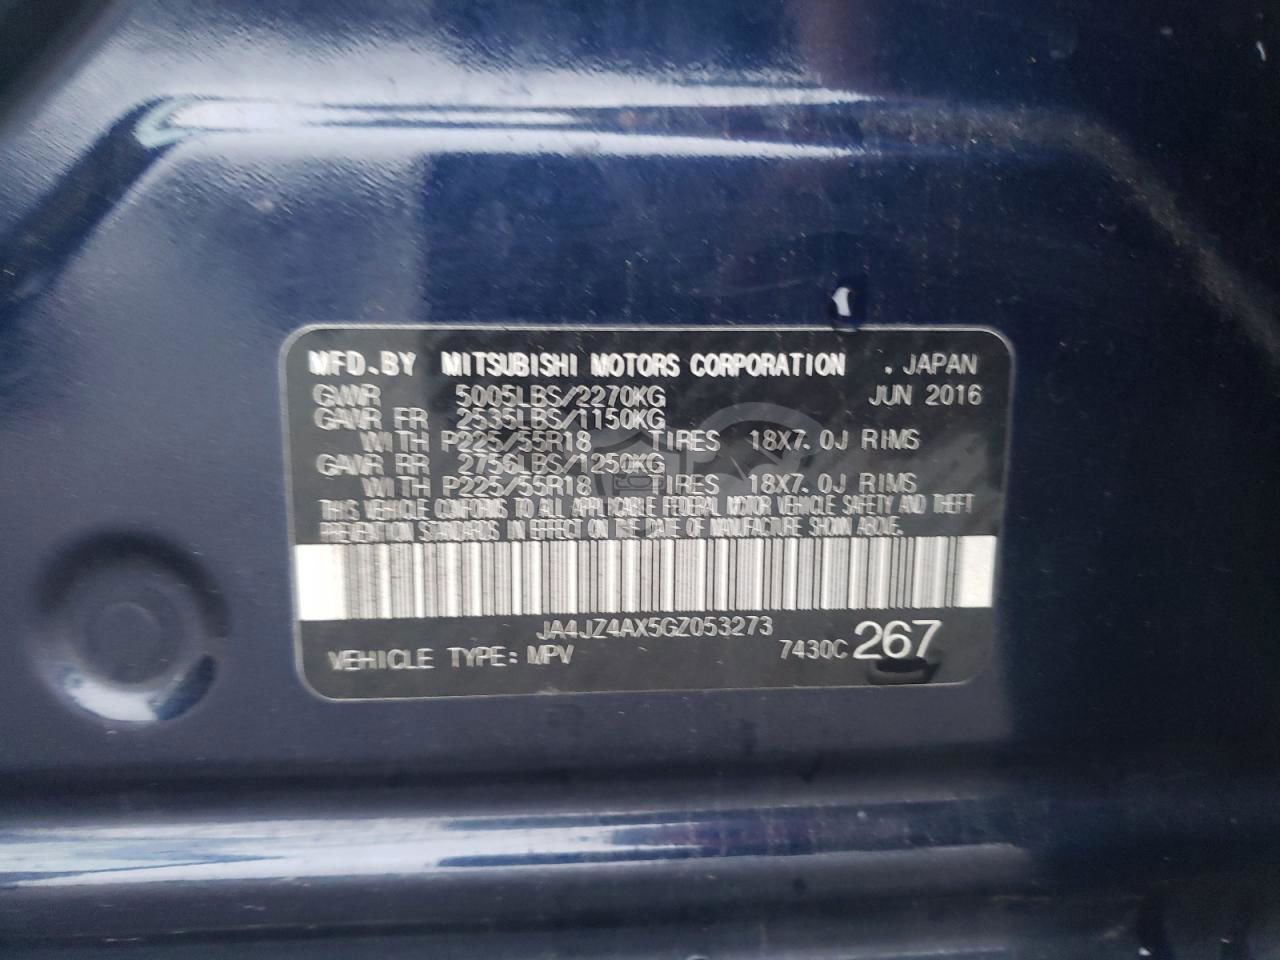 MFD.BY MITSUBISHI MOTORS CORPORATION . JAPAN
GVWR 5005LBS/2270KG JUN 2016
GAWR FR 2535LBS/1150KG
WITH P225/55R18 TIRES 18X7.0J RIMS
GAWR RR 2756LBS/1250KG
WITH P225/55R18 TIRES 18X7.0J RIMS
THIS VEHICLE CONFORMS TO ALL APPLICABLE FEDERAL MOTOR VEHICLE SAFETY AND THEFT
PREVENTION STANDARDS IN EFFECT ON THE DATE OF MANUFACTURE SHOWN ABOVE.
JA4JZ4AX5GZ053273
VEHICLE TYPE: MPV 7430C 267